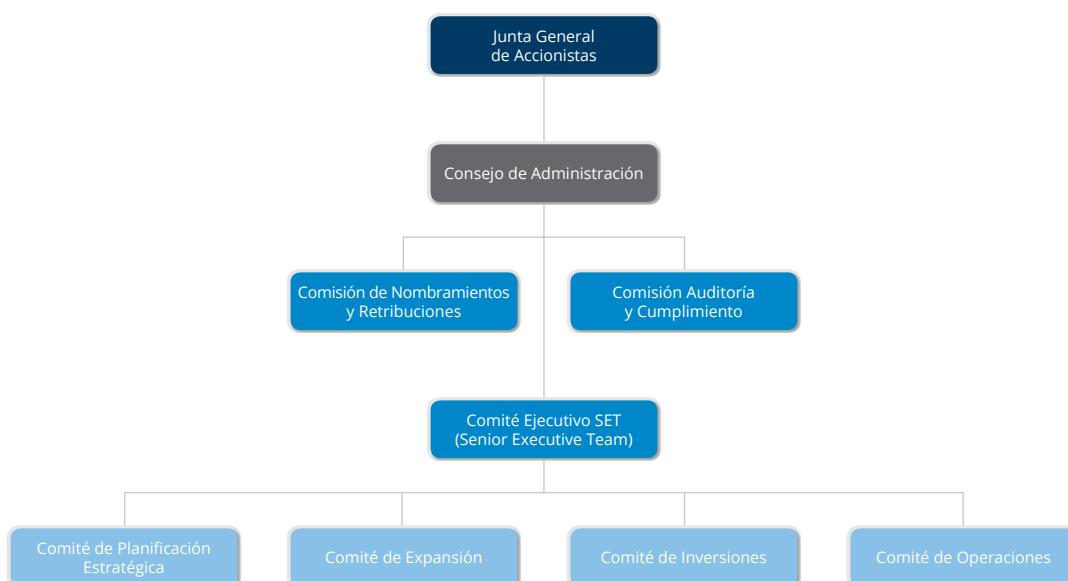 Junta General
de Accionistas
Consejo de Administración
Comisión de Nombramientos
y Retribuciones
Comisión Auditoría
y Cumplimiento
Comité Ejecutivo SET
(Senior Executive Team)
Comité de Planificación
Estratégica
Comité de Expansión
Comité de Inversiones
Comité de Operaciones